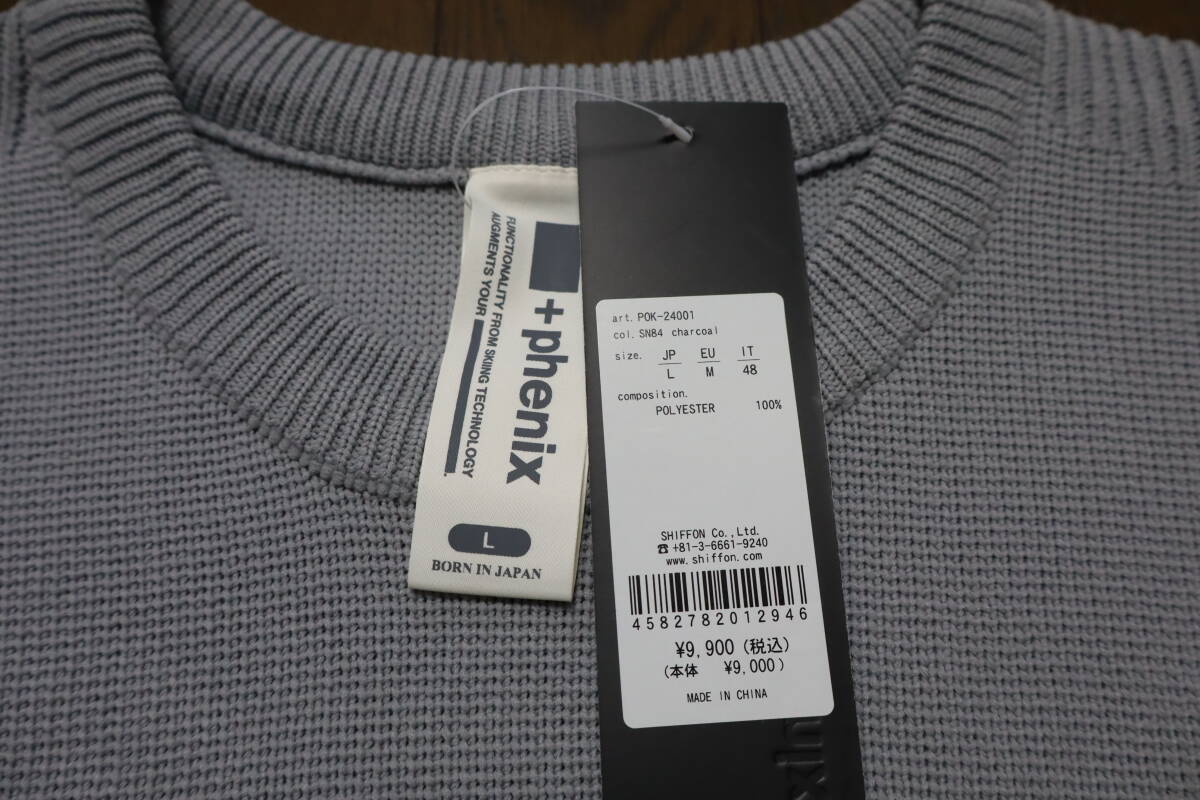 +phenix
FUNCTIONALITY FROM SKIING TECHNOLOGY
AUGMENTS YOUR
L
BORN IN JAPAN
art. POK-24001
col. SN84 charcoal
size. JP EU IT
L M 48
composition.
POLYESTER 100%
SHIFFON Co.,Ltd.
☎ +81-3-6661-9240
www.shiffon.com
4582782012946
¥9,900 (税込)
(本体 ¥9,000)
MADE IN CHINA